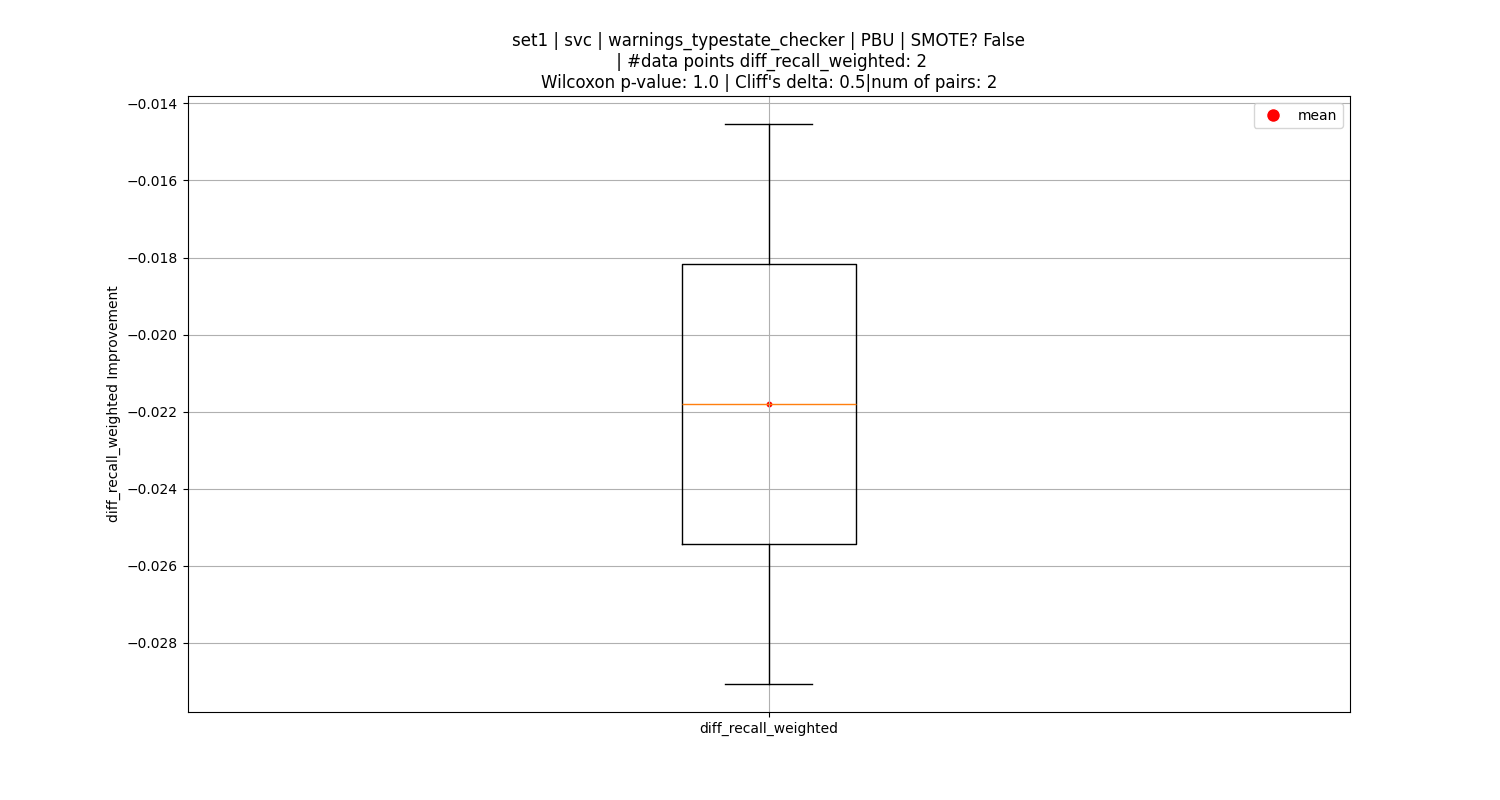 set1 | svc | warnings_typestate_checker | PBU | SMOTE? False
| #data points diff_recall_weighted: 2
Wilcoxon p-value: 1.0 | Cliff's delta: 0.5|num of pairs: 2
mean
−0.014
−0.016
−0.018
−0.020
−0.022
−0.024
−0.026
−0.028
diff_recall_weighted Improvement
diff_recall_weighted